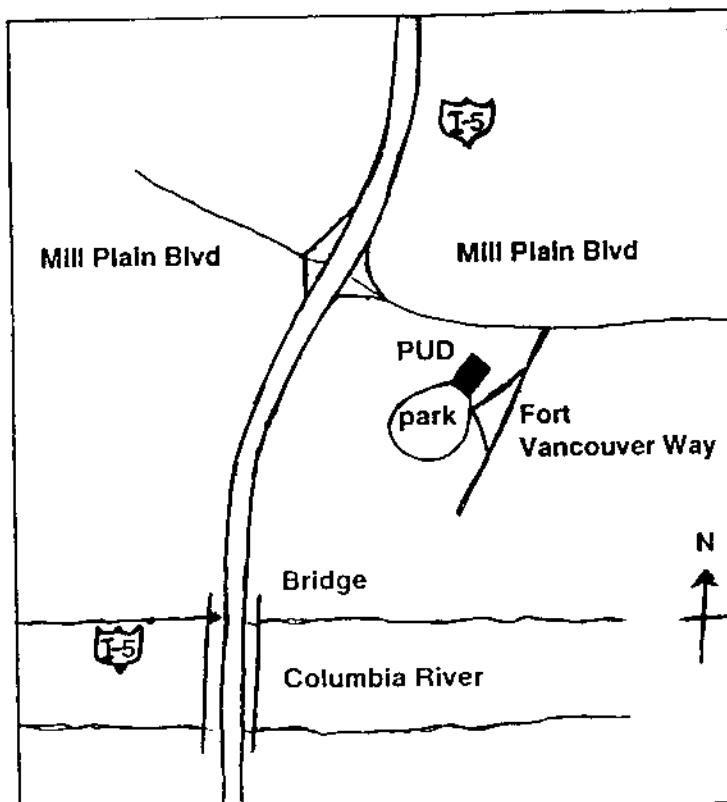 I-5
Mill Plain Blvd
Mill Plain Blvd
PUD
park
Fort
Vancouver Way
N
Bridge
I-5
Columbia River